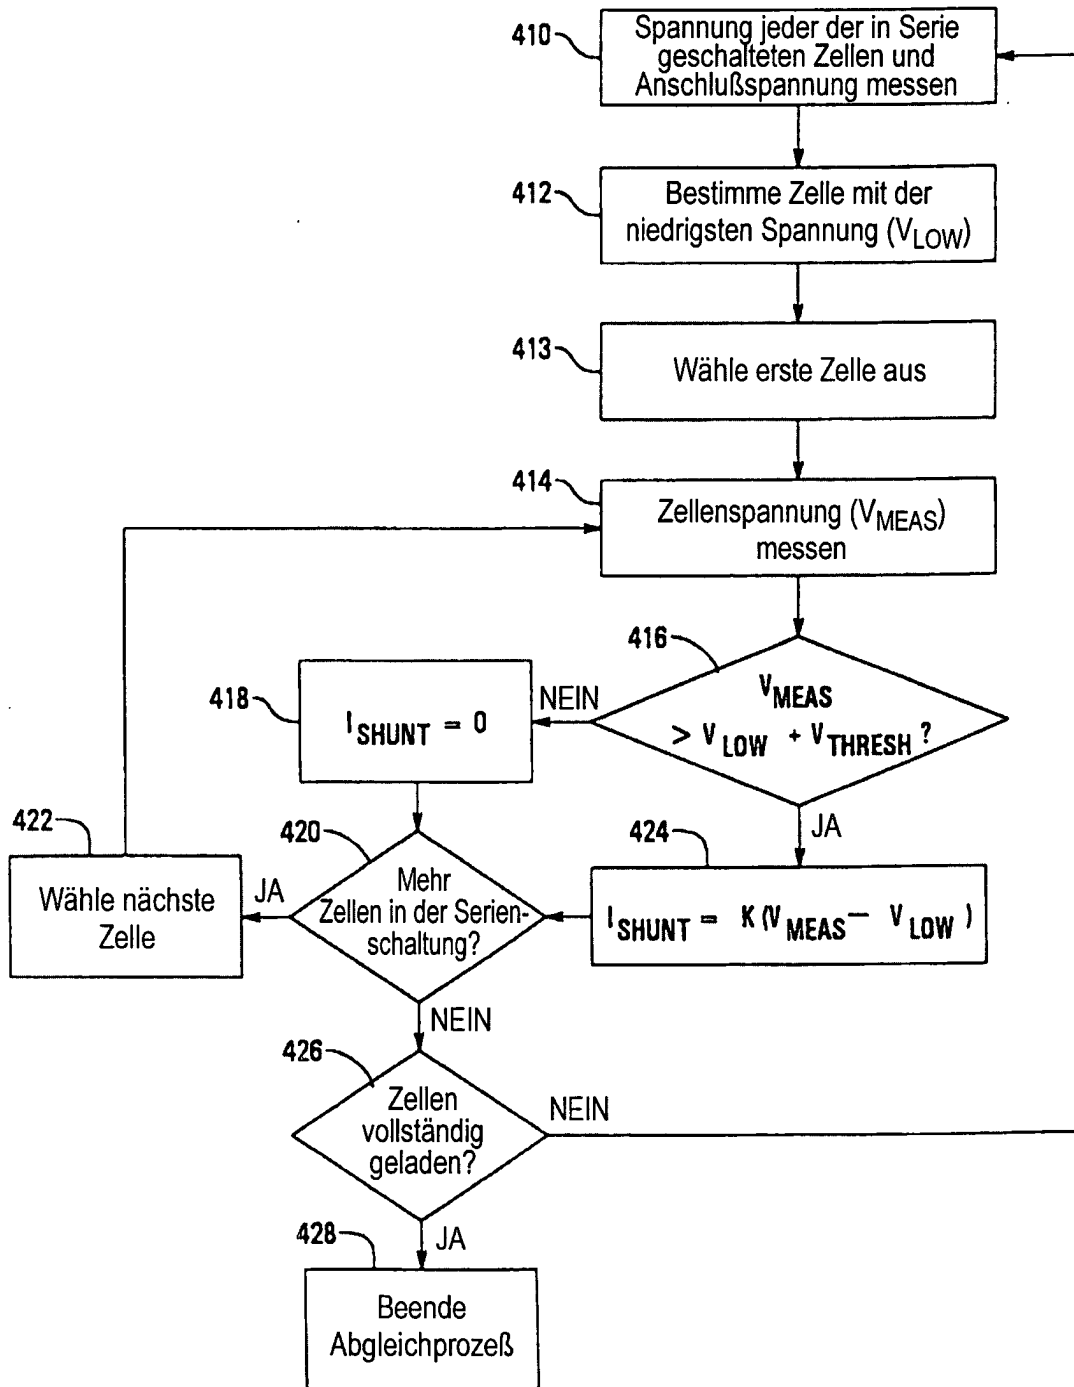 410
Spannung jeder der in Serie
geschalteten Zellen und
Anschlußspannung messen
412
Bestimme Zelle mit der
niedrigsten Spannung (VLOW)
413
Wähle erste Zelle aus
414
Zellenspannung (VMEAS)
messen
416
VMEAS
> VLOW + VTHRESH ?
NEIN
418
ISHUNT = 0
JA
424
ISHUNT = K (VMEAS – VLOW )
420
Mehr
Zellen in der Serien-
schaltung?
JA
422
Wähle nächste
Zelle
NEIN
426
Zellen
vollständig
geladen?
NEIN
JA
428
Beende
Abgleichprozeß